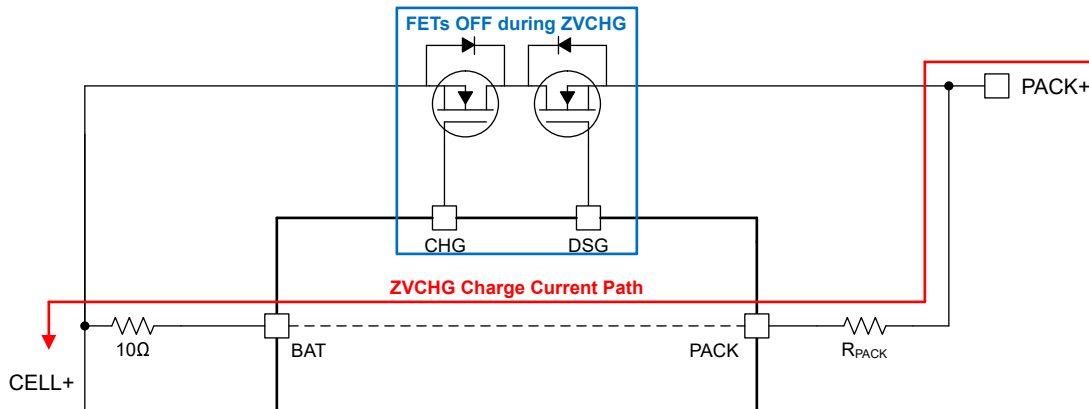 FETs OFF during ZVCHG
PACK+
CHG
DSG
ZVCHG Charge Current Path
10Ω
BAT
PACK
RPACK
CELL+